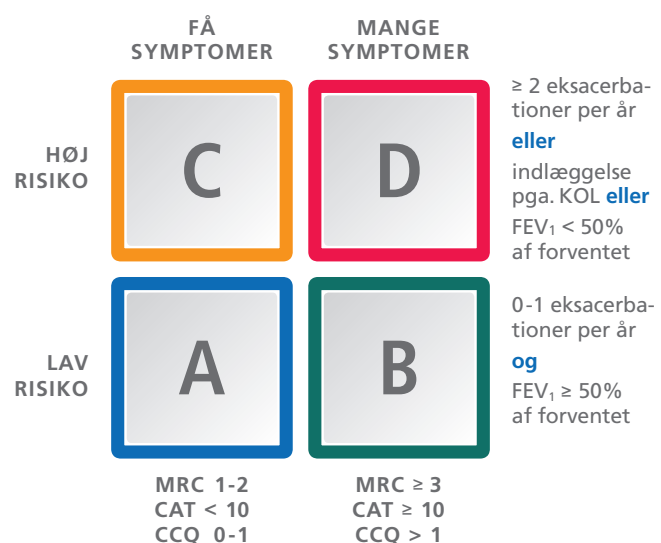 FÅ
SYMPTOMER
MANGE
SYMPTOMER
HØJ
RISIKO
C
D
≥ 2 eksacerba-
tioner per år
eller
indlæggelse
pga. KOL eller
FEV₁ < 50%
af forventet
LAV
RISIKO
A
B
0-1 eksacerba-
tioner per år
og
FEV₁ ≥ 50%
af forventet
MRC 1-2
CAT < 10
CCQ 0-1
MRC ≥ 3
CAT ≥ 10
CCQ > 1